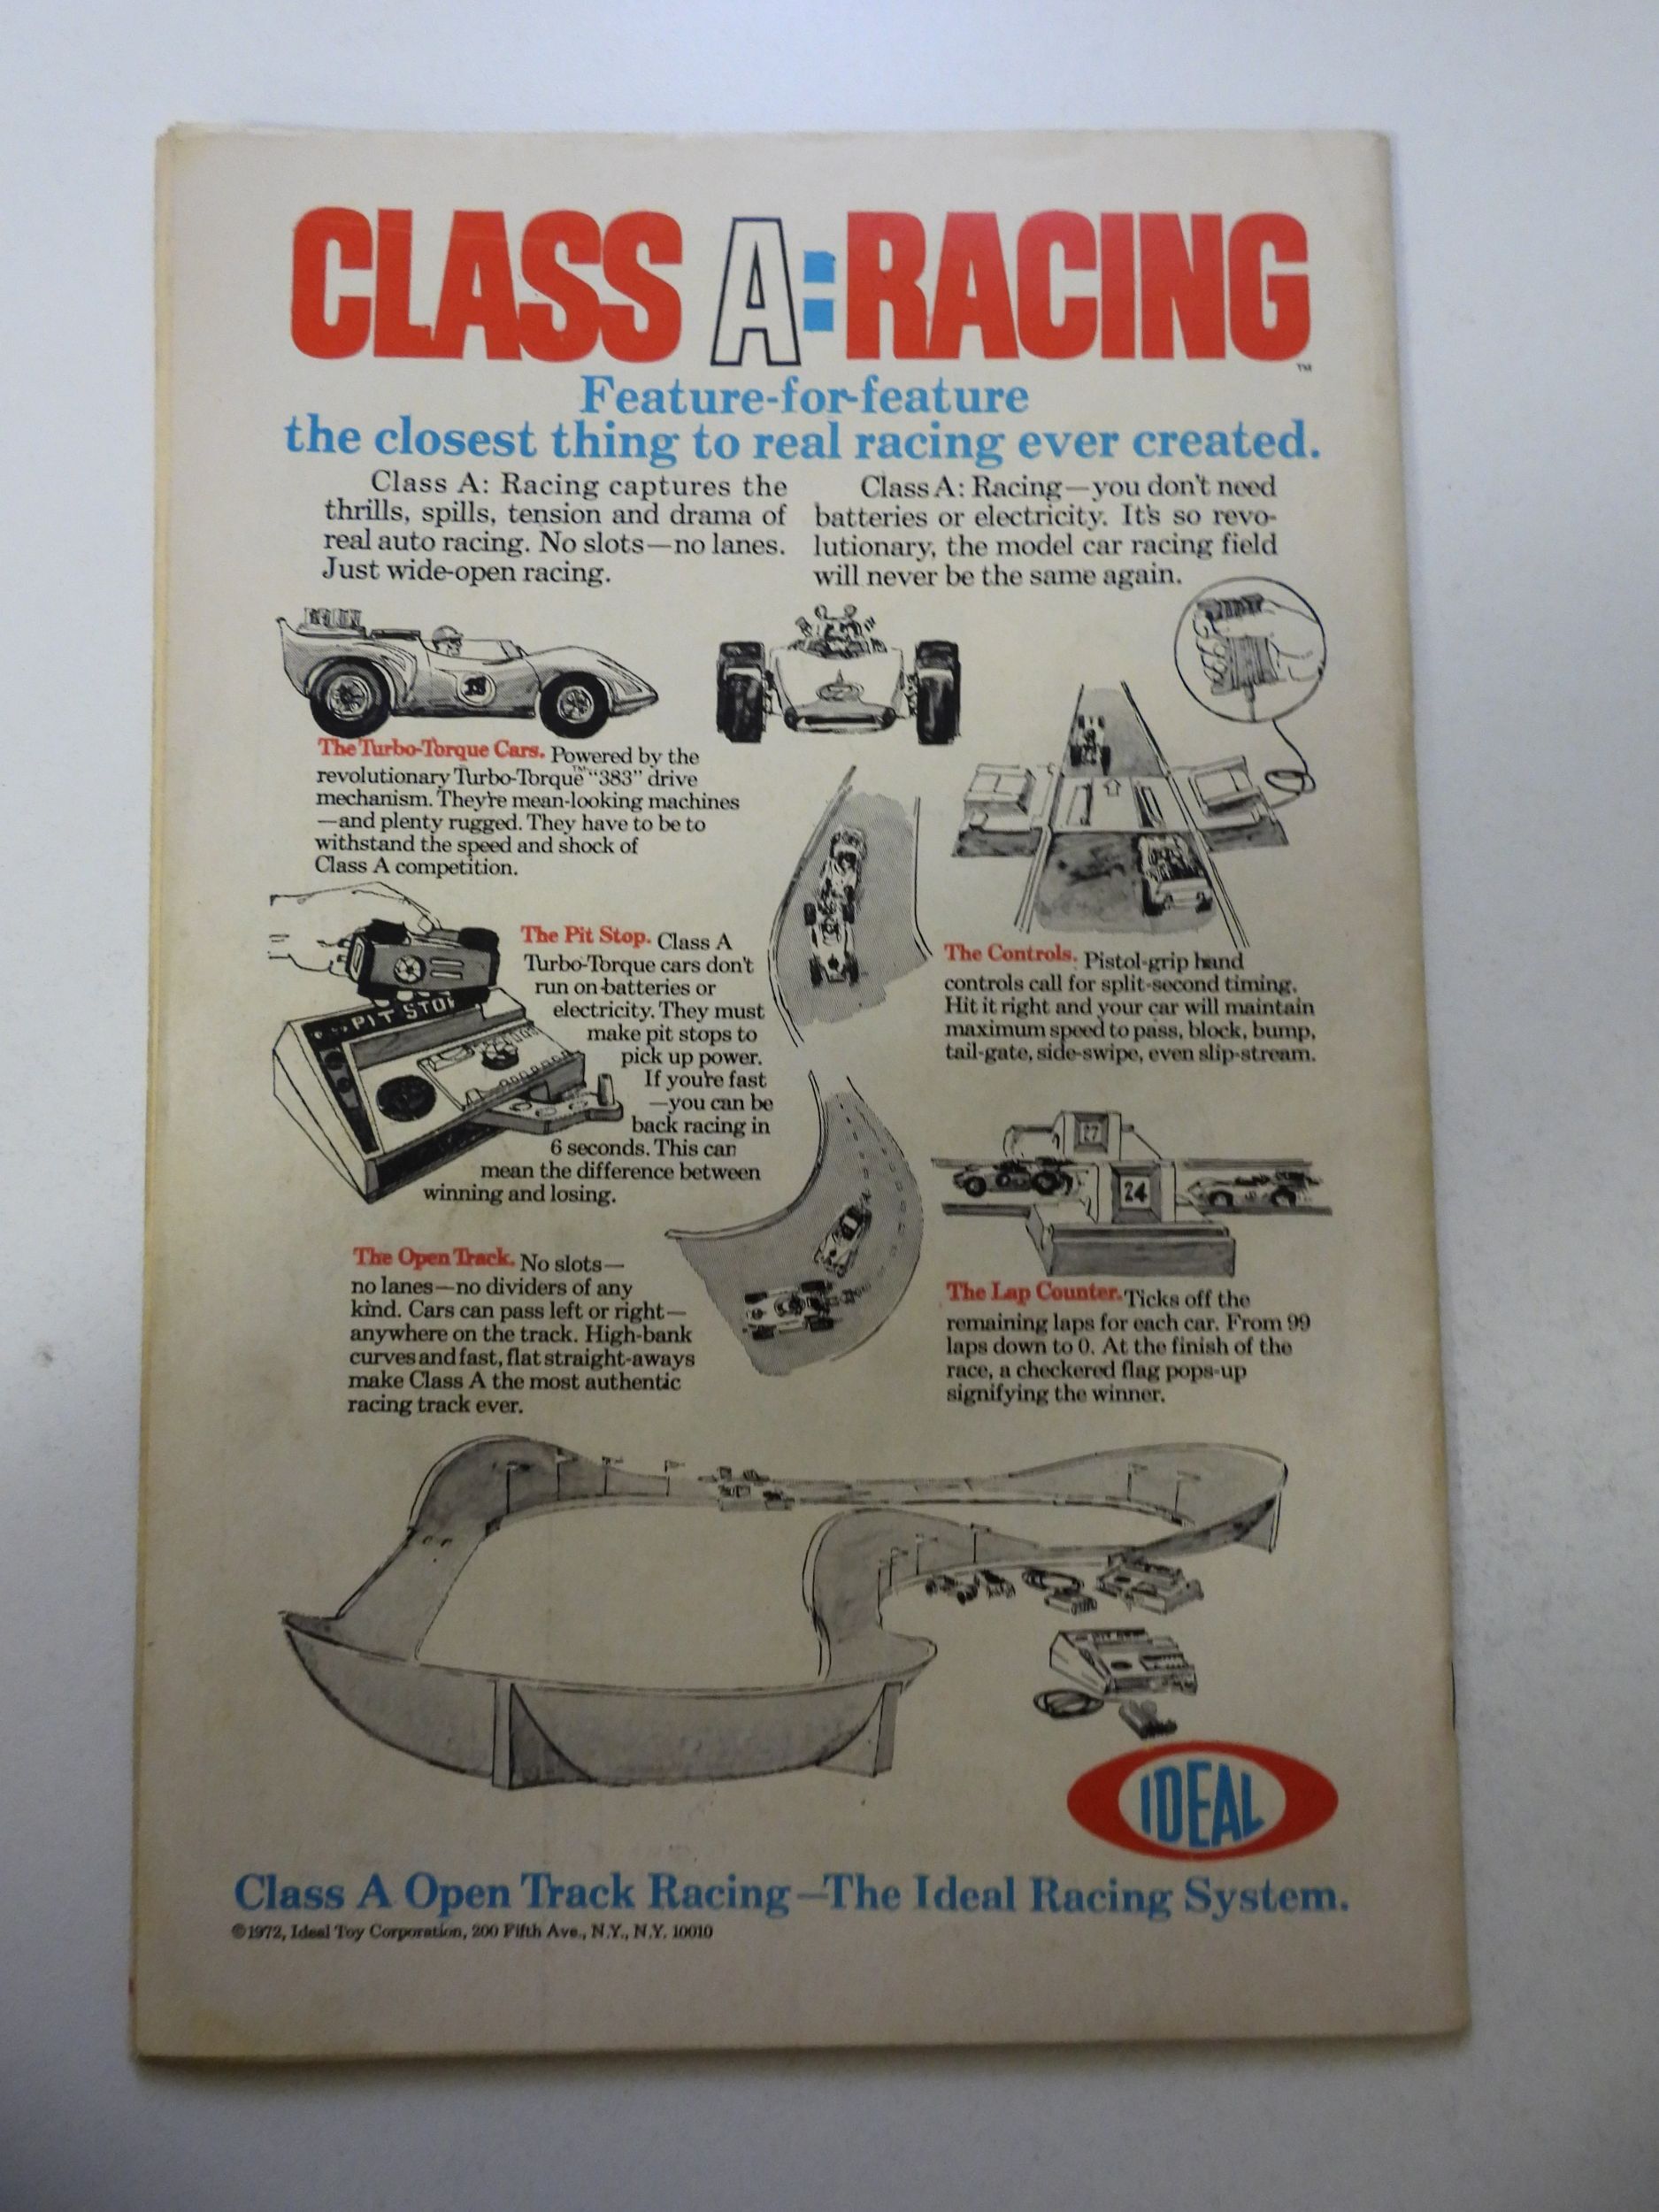 CLASS A:RACING
™
Feature-for-feature
the closest thing to real racing ever created.
Class A: Racing captures the
thrills, spills, tension and drama of
real auto racing. No slots—no lanes.
Just wide-open racing.
Class A: Racing—you don't need
batteries or electricity. It's so revo-
lutionary, the model car racing field
will never be the same again.
The Turbo-Torque Cars. Powered by the
revolutionary Turbo-Torque™ "383" drive
mechanism. They're mean-looking machines
—and plenty rugged. They have to be to
withstand the speed and shock of
Class A competition.
PIT STOP
The Pit Stop. Class A
Turbo-Torque cars don't
run on batteries or
electricity. They must
make pit stops to
pick up power.
If you're fast
—you can be
back racing in
6 seconds. This can
mean the difference between
winning and losing.
The Controls. Pistol-grip hand
controls call for split-second timing.
Hit it right and your car will maintain
maximum speed to pass, block, bump,
tail-gate, side-swipe, even slip-stream.
The Open Track. No slots—
no lanes—no dividers of any
kind. Cars can pass left or right—
anywhere on the track. High-bank
curves and fast, flat straight-aways
make Class A the most authentic
racing track ever.
24
The Lap Counter. Ticks off the
remaining laps for each car. From 99
laps down to 0. At the finish of the
race, a checkered flag pops-up
signifying the winner.
IDEAL
Class A Open Track Racing—The Ideal Racing System.
©1972, Ideal Toy Corporation, 200 Fifth Ave., N.Y., N.Y. 10010